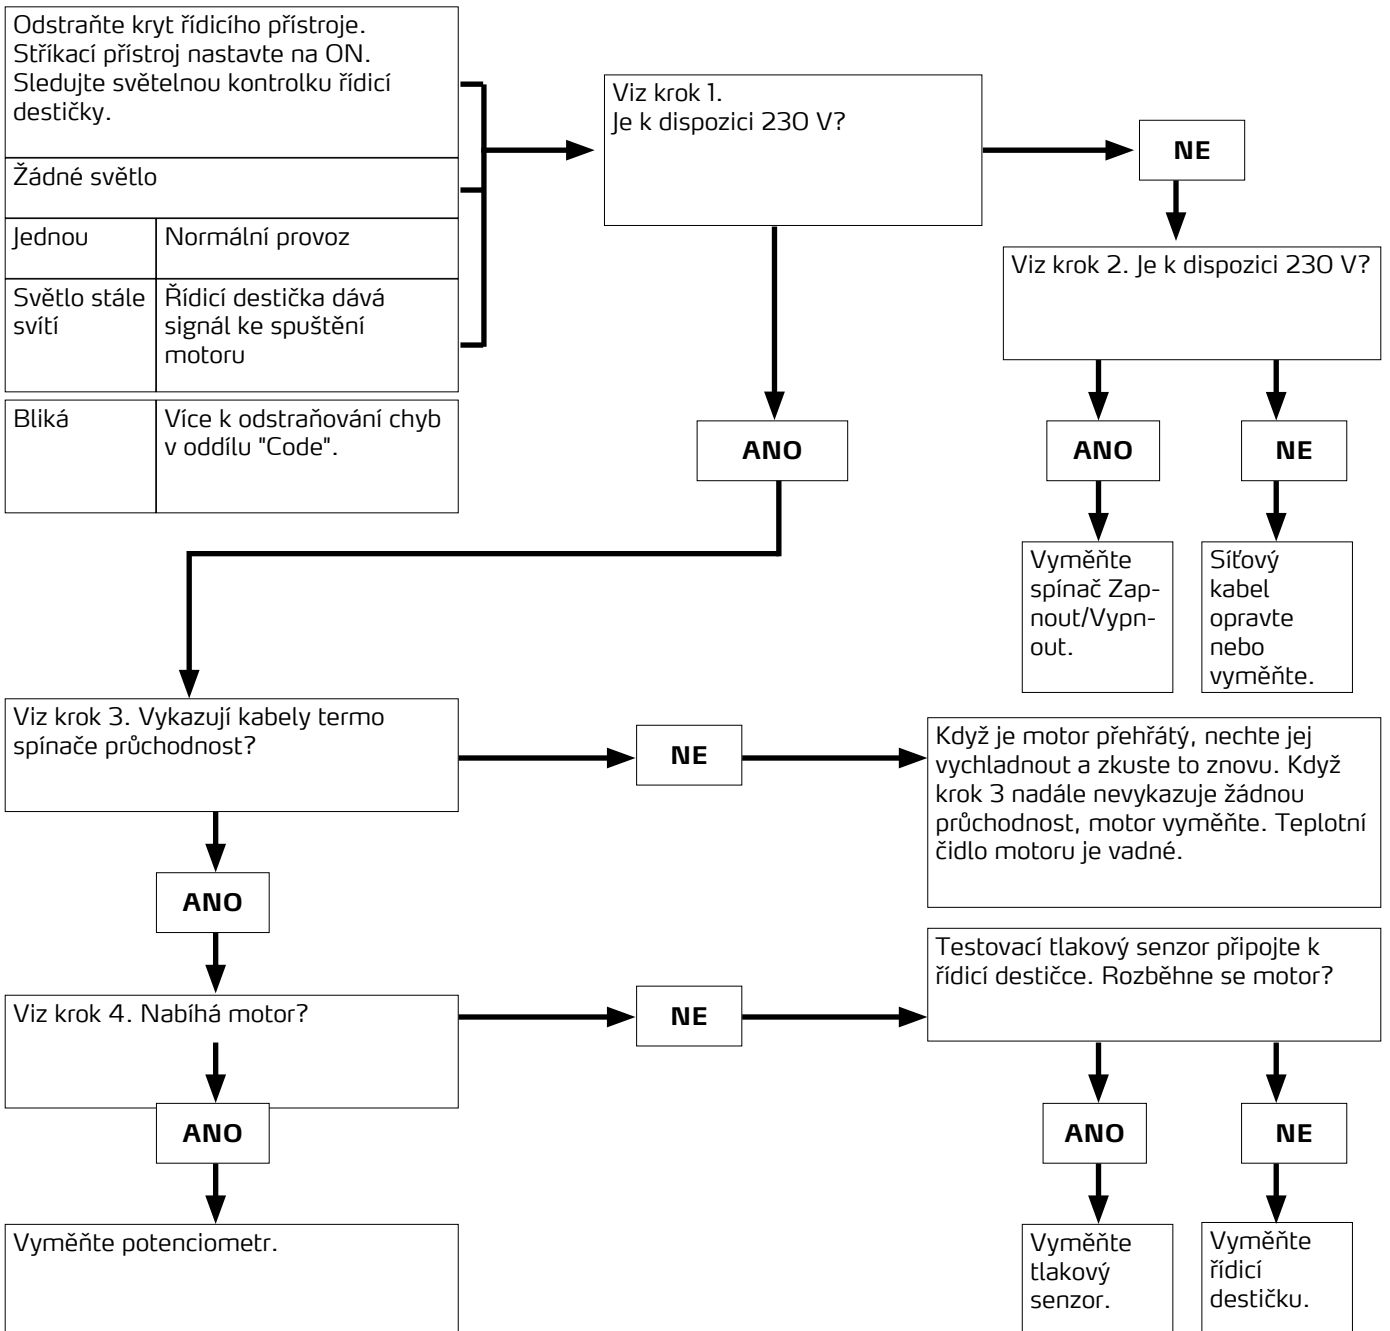 Odstraňte kryt řídicího přístroje.
Stříkací přístroj nastavte na ON.
Sledujte světelnou kontrolku řídicí
destičky.
Žádné světlo
Jednou
Normální provoz
Světlo stále
svítí
Řídicí destička dává
signál ke spuštění
motoru
Bliká
Více k odstraňování chyb
v oddílu "Code".
Viz krok 1.
Je k dispozici 230 V?
NE
Viz krok 2. Je k dispozici 230 V?
ANO
ANO
NE
Vyměňte
spínač Zap-
nout/Vypn-
out.
Síťový
kabel
opravte
nebo
vyměňte.
Viz krok 3. Vykazují kabely termo
spínače průchodnost?
NE
Když je motor přehřátý, nechte jej
vychladnout a zkuste to znovu. Když
krok 3 nadále nevykazuje žádnou
průchodnost, motor vyměňte. Teplotní
čidlo motoru je vadné.
ANO
Viz krok 4. Nabíhá motor?
NE
Testovací tlakový senzor připojte k
řídicí destičce. Rozběhne se motor?
ANO
ANO
NE
Vyměňte potenciometr.
Vyměňte
tlakový
senzor.
Vyměňte
řídicí
destičku.